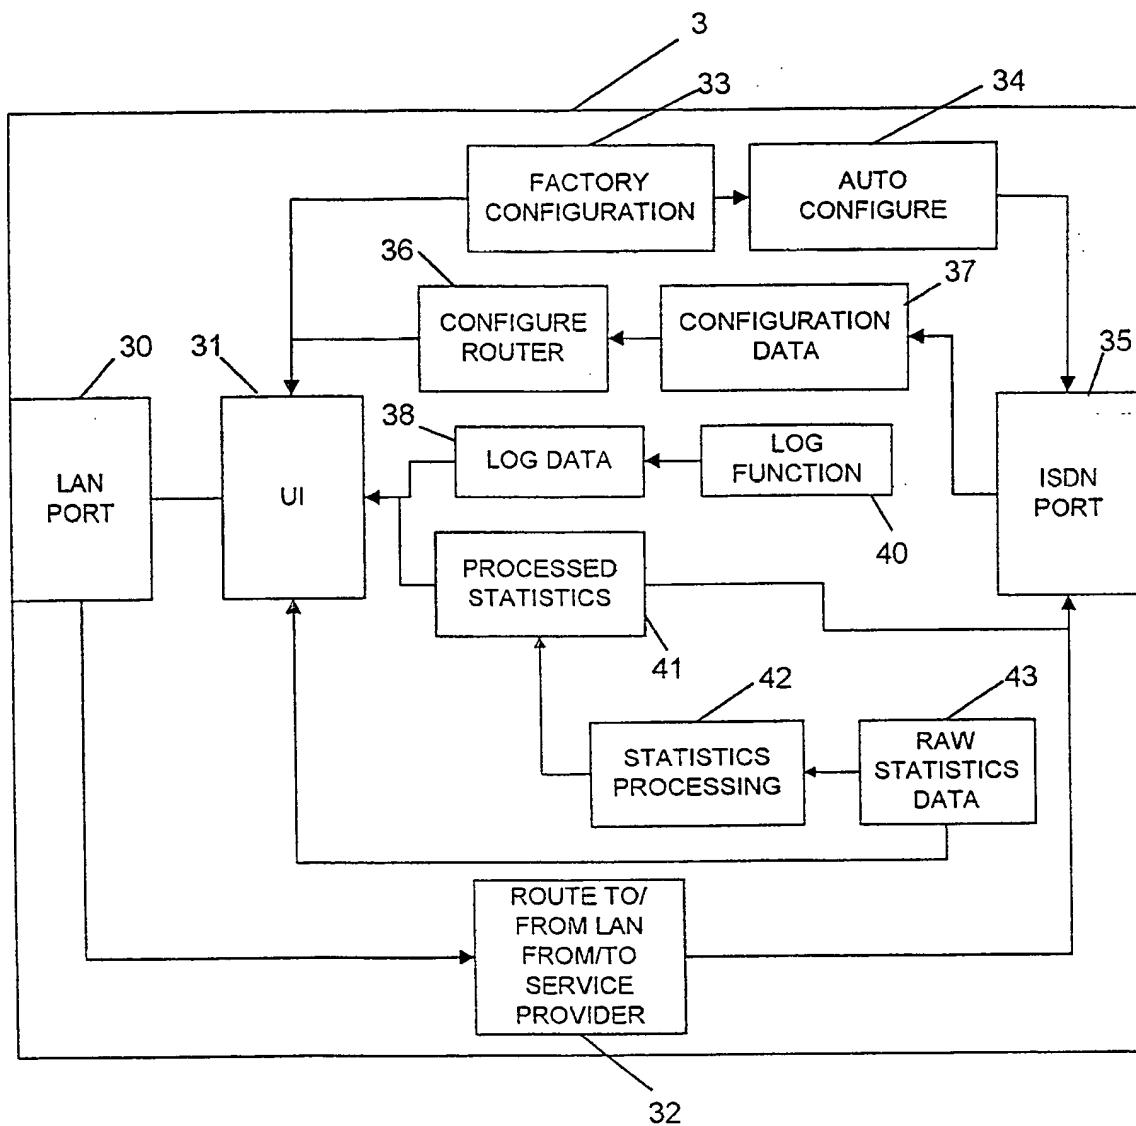 3
33
34
FACTORY
CONFIGURATION
AUTO
CONFIGURE
36
37
CONFIGURE
ROUTER
CONFIGURATION
DATA
30
31
35
38
LAN
PORT
UI
LOG DATA
LOG
FUNCTION
ISDN
PORT
40
PROCESSED
STATISTICS
41
42
43
STATISTICS
PROCESSING
RAW
STATISTICS
DATA
ROUTE TO/
FROM LAN
FROM/TO
SERVICE
PROVIDER
32